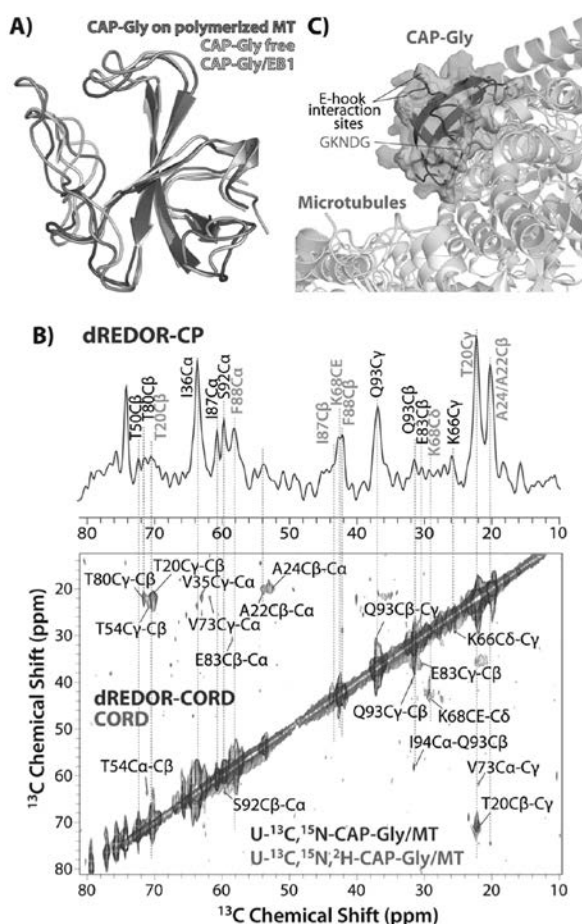 A)
CAP-Gly on polymerized MT
CAP-Gly free
CAP-Gly/EB1
C)
CAP-Gly
E-hook
interaction
sites
GKNDG
Microtubules
B)
dREDOR-CP
T50Cβ
T80Cβ
T20Cβ
I36Cα
I87Cα
S92Cα
F88Cα
I87Cβ
K68CE
F88Cβ
Q93Cγ
Q93Cβ
E83Cβ
K68Cδ
K66Cγ
T20Cγ
A24/A22Cβ
80 70 60 50 40 30 20 10
¹³C Chemical Shift (ppm)
T80Cγ-Cβ
T20Cγ-Cβ
V35Cγ-Cα
A24Cβ-Cα
T54Cγ-Cβ
V73Cγ-Cα
A22Cβ-Cα
E83Cβ-Cα
Q93Cβ-Cγ
K66Cδ-Cγ
E83Cγ-Cβ
Q93Cγ-Cβ
K68CE-Cδ
I94Cα-Q93Cβ
V73Cα-Cγ
T20Cβ-Cγ
dREDOR-CORD
CORD
T54Cα-Cβ
S92Cβ-Cα
U-¹³C,¹⁵N-CAP-Gly/MT
U-¹³C,¹⁵N,²H-CAP-Gly/MT
¹³C Chemical Shift (ppm)
20
30
40
50
60
70
80
80 70 60 50 40 30 20 10
¹³C Chemical Shift (ppm)